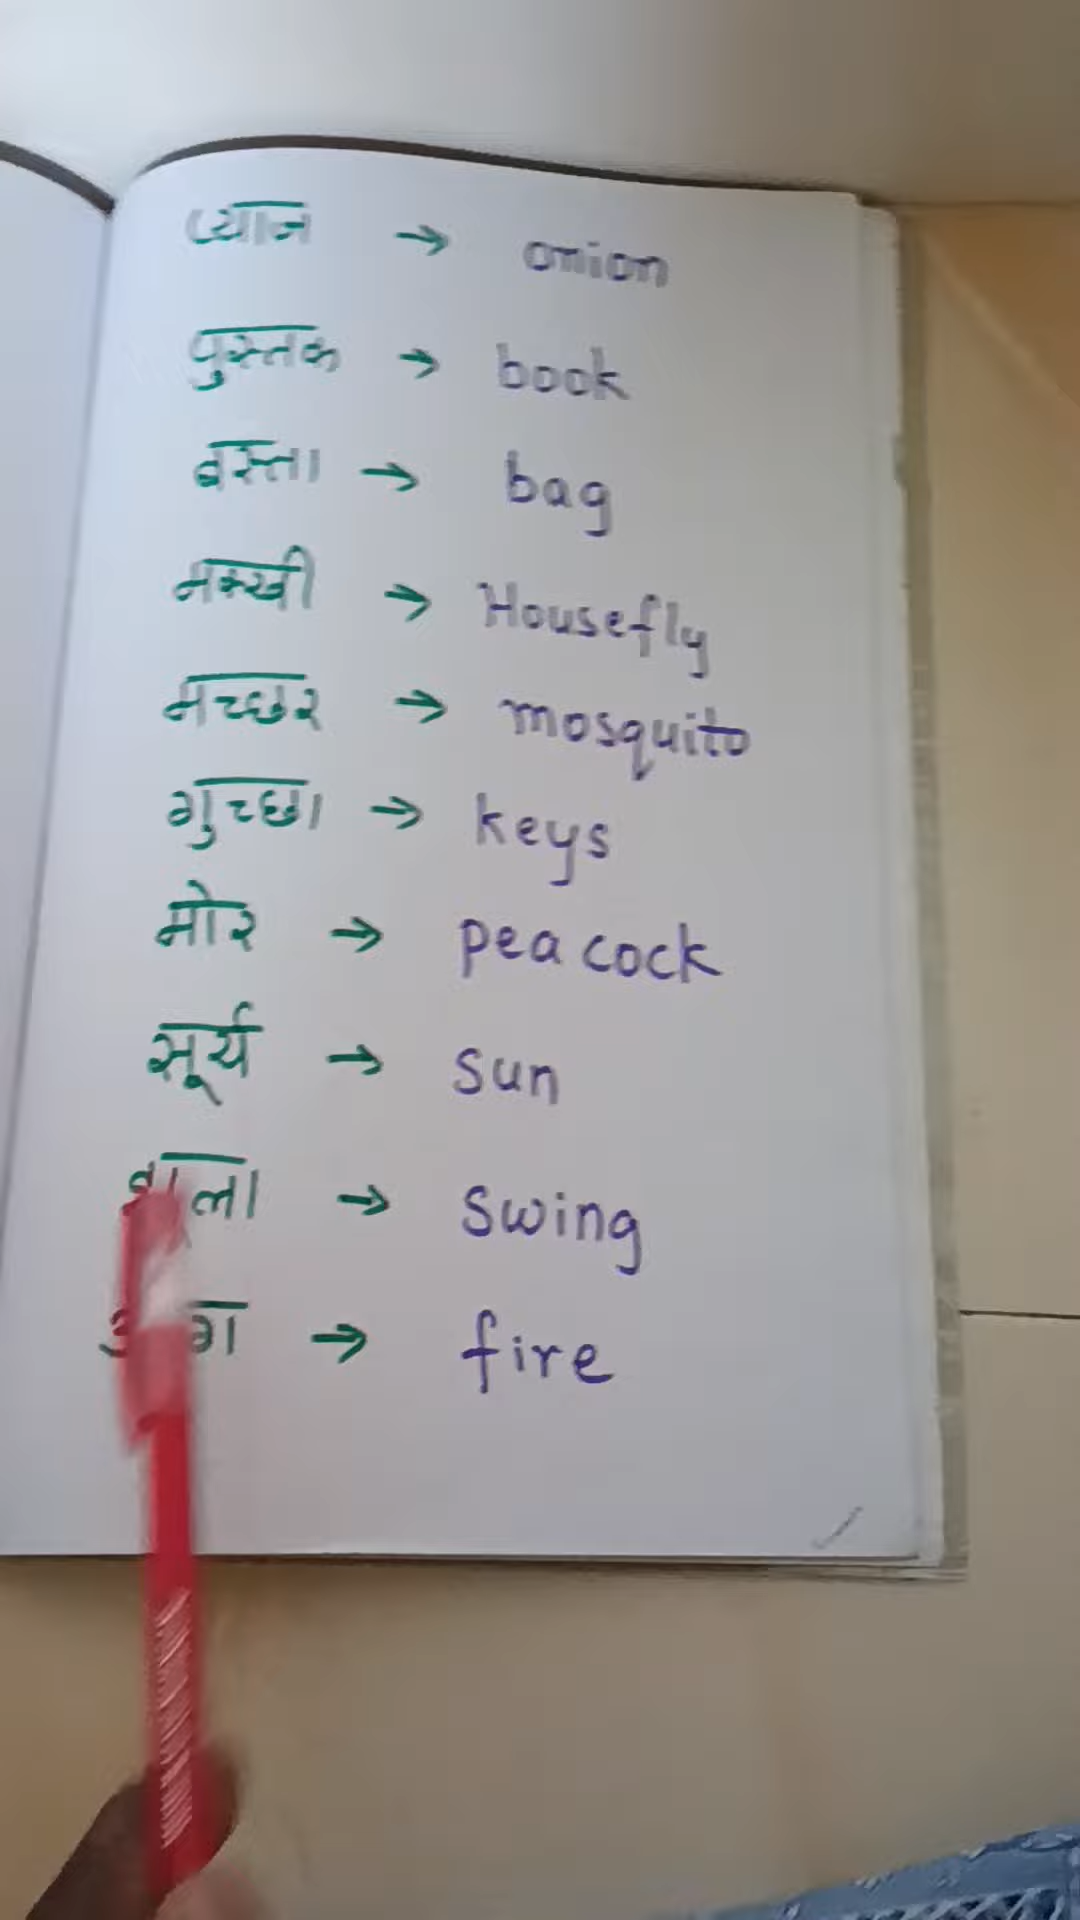 प्याज → onion
पुस्तक → book
बस्ता → bag
मक्खी → Housefly
मच्छर → mosquito
गुच्छा → keys
मोर → peacock
सूर्य → sun
→ swing
→ fire